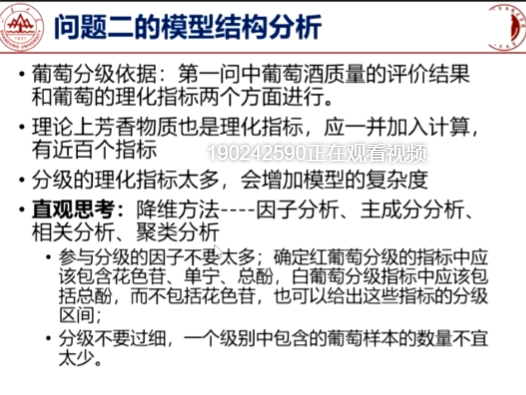 问题二的模型结构分析
• 葡萄分级依据：第一问中葡萄酒质量的评价结果
和葡萄的理化指标两个方面进行。
• 理论上芳香物质也是理化指标，应一并加入计算，
有近百个指标
190242590正在观看视频
• 分级的理化指标太多，会增加模型的复杂度
• 直观思考：降维方法----因子分析、主成分分析、
相关分析、聚类分析
• 参与分级的因子不要太多；确定红葡萄分级的指标中应
该包含花色苷、单宁、总酚，白葡萄分级指标中应该包
括总酚，而不包括花色苷，也可以给出这些指标的分级
区间；
• 分级不要过细，一个级别中包含的葡萄样本的数量不宜
太少。